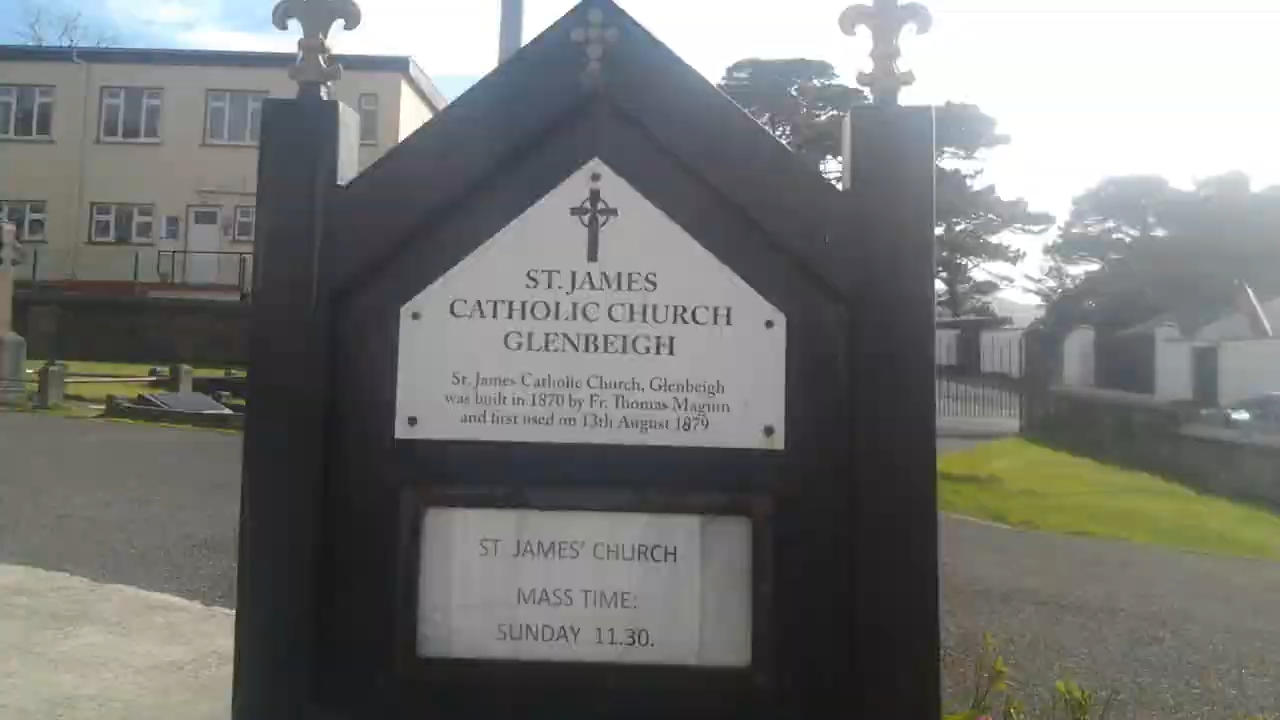 ST. JAMES
CATHOLIC CHURCH
GLENBEIGH
St. James Catholic Church, Glenbeigh
was built in 1870 by Fr. Thomas Maginn
and first used on 13th August 1879
ST JAMES' CHURCH
MASS TIME:
SUNDAY 11.30.